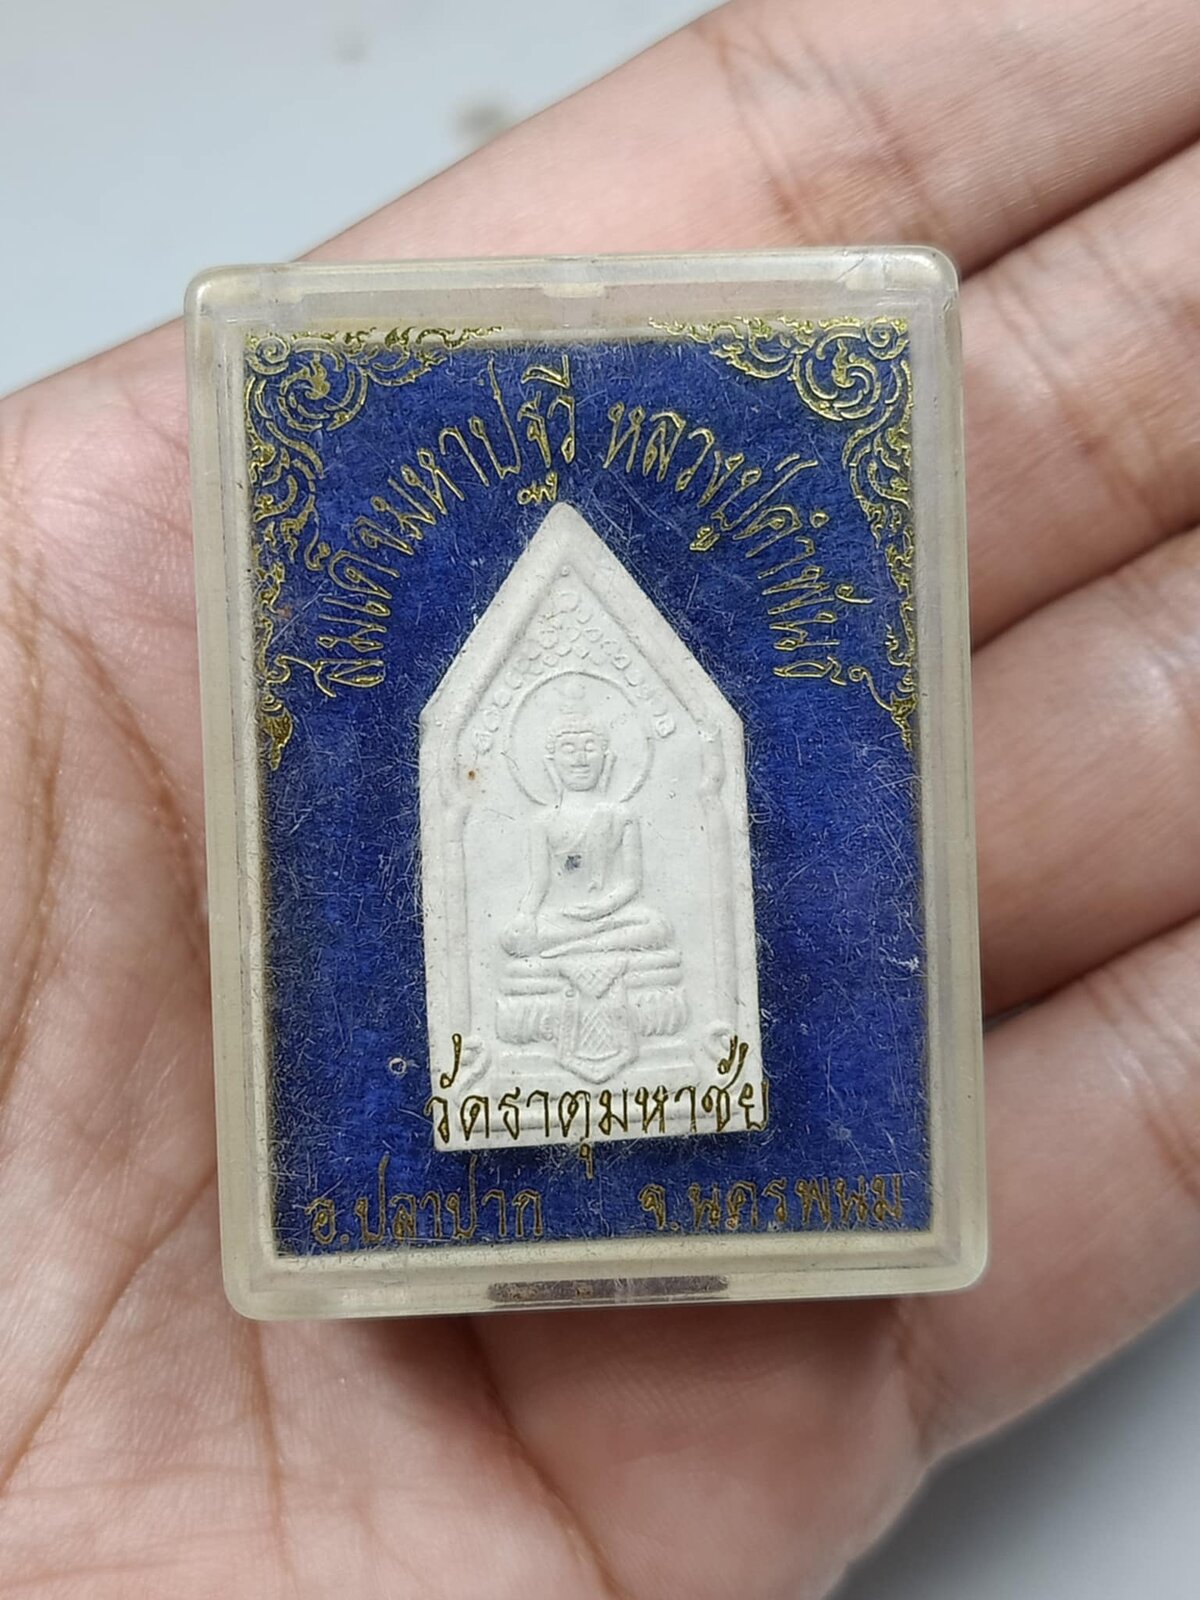 สมเด็จมหาปฐวี หลวงปู่คำพันธ์
วัดธาตุมหาชัย
อ.ปลาปาก จ.นครพนม